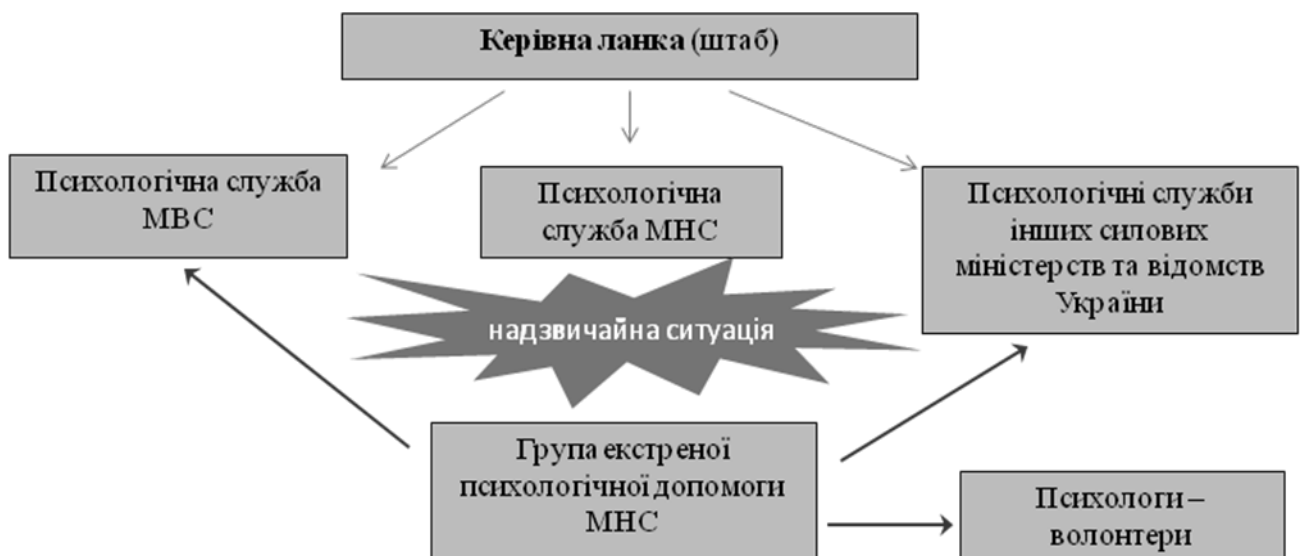 Керівна ланка (штаб)
Психологічна служба
МВС
Психологічна
служба МНС
Психологічні служби
інших силових
міністерств та відомств
України
надзвичайна ситуація
Група екстреної
психологічної допомоги
МНС
Психологи –
волонтери